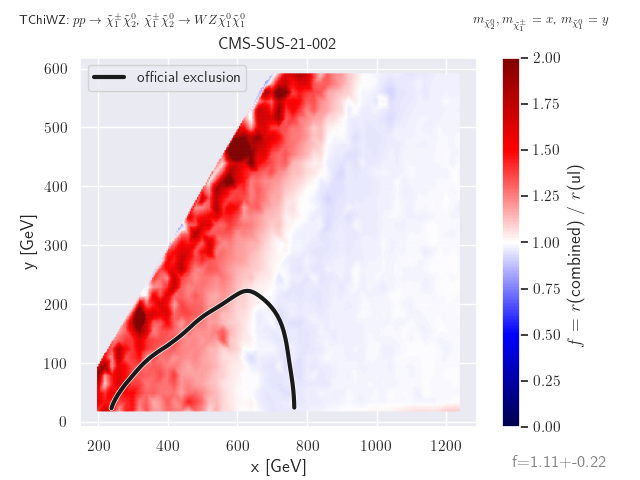 TChiWZ: $pp \to \tilde{\chi}_1^{\pm}\tilde{\chi}_2^0$, $\tilde{\chi}_1^{\pm}\tilde{\chi}_2^0 \to WZ\tilde{\chi}_1^0\tilde{\chi}_1^0$
$m_{\tilde{\chi}_2^0}, m_{\tilde{\chi}_1^{\pm}} = x$, $m_{\tilde{\chi}_1^0} = y$
CMS-SUS-21-002
official exclusion
600
500
400
300
200
100
0
y [GeV]
200 400 600 800 1000 1200
x [GeV]
2.00
1.75
1.50
1.25
1.00
0.75
0.50
0.25
0.00
f = r(combined) / r(ul)
f=1.11+-0.22